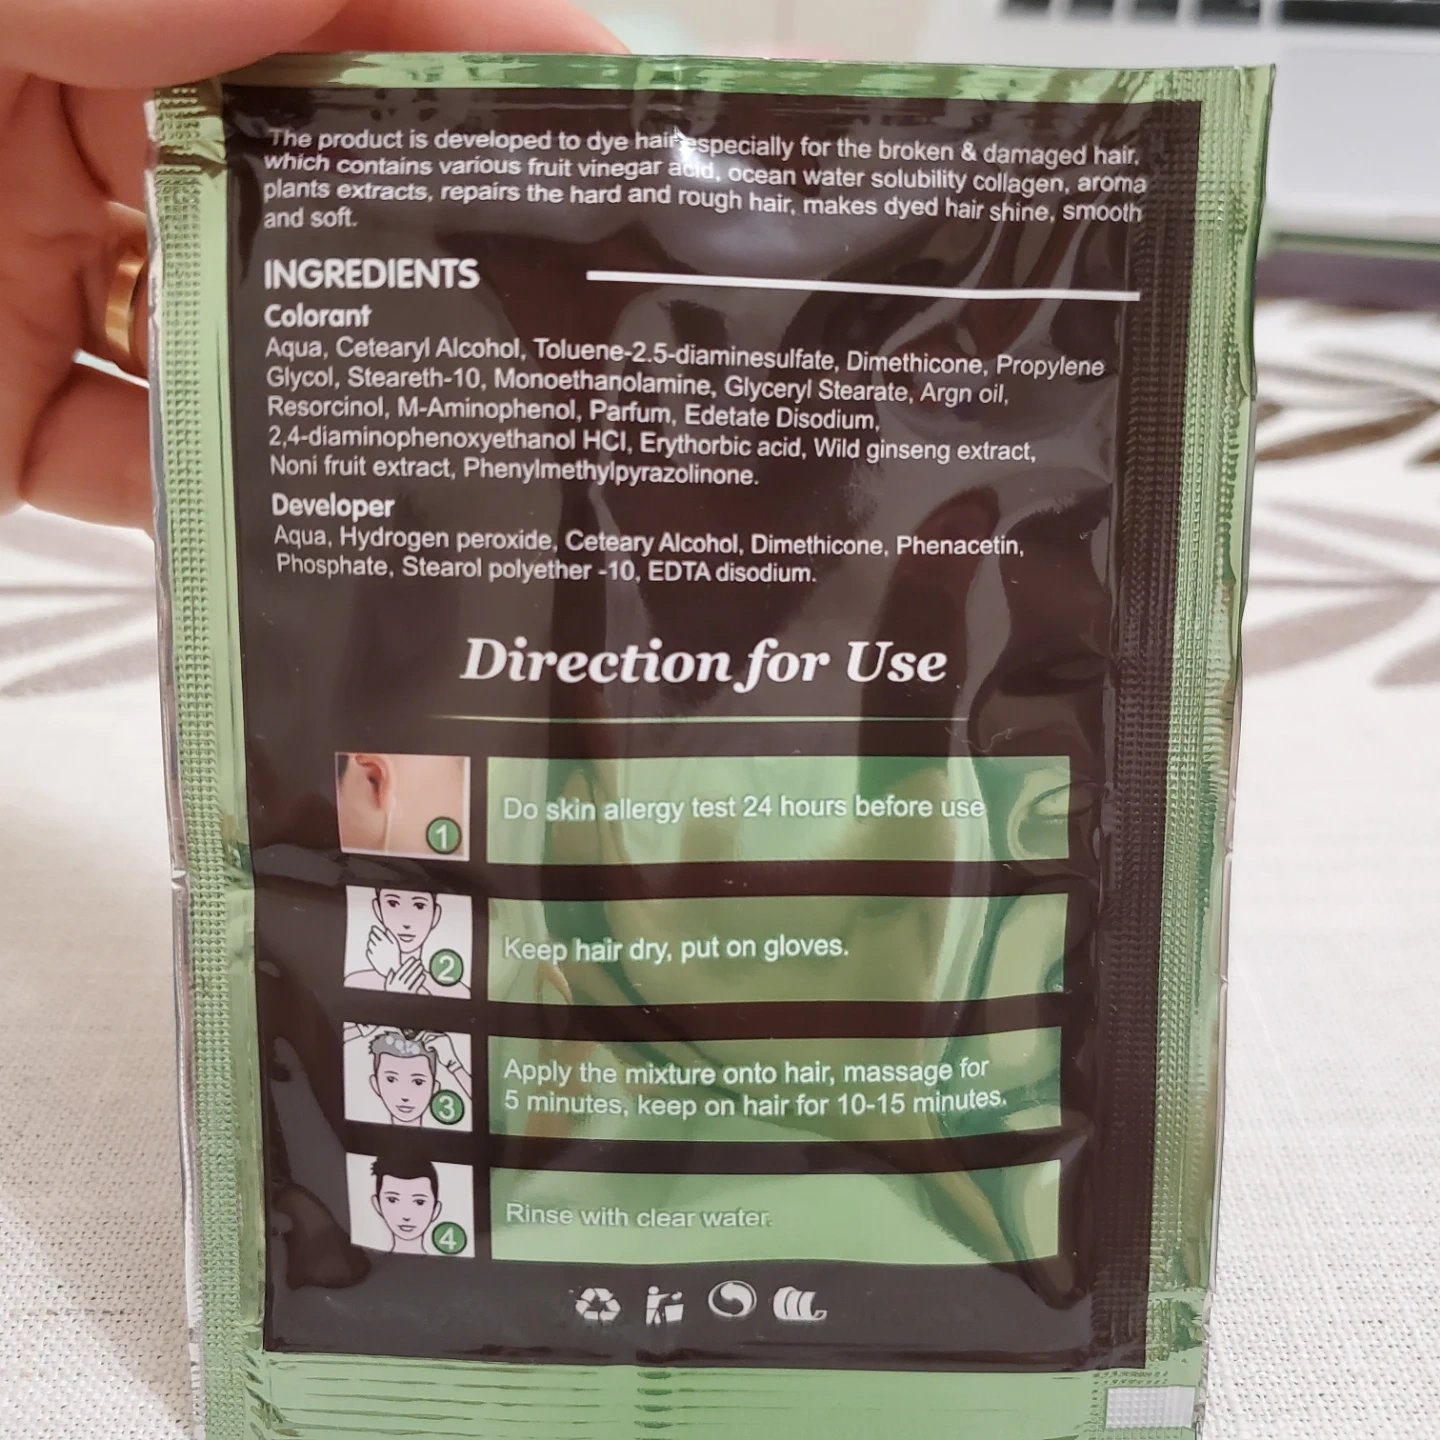 The product is developed to dye hair especially for the broken & damaged hair,
which contains various fruit vinegar acid, ocean water solubility collagen, aroma
plants extracts, repairs the hard and rough hair, makes dyed hair shine, smooth
and soft.
INGREDIENTS
Colorant
Aqua, Cetearyl Alcohol, Toluene-2.5-diaminesulfate, Dimethicone, Propylene
Glycol, Steareth-10, Monoethanolamine, Glyceryl Stearate, Argn oil,
Resorcinol, M-Aminophenol, Parfum, Edetate Disodium,
2,4-diaminophenoxyethanol HCI, Erythorbic acid, Wild ginseng extract,
Noni fruit extract, Phenylmethylpyrazolinone.
Developer
Aqua, Hydrogen peroxide, Ceteary Alcohol, Dimethicone, Phenacetin,
Phosphate, Stearol polyether -10, EDTA disodium.
Direction for Use
1 Do skin allergy test 24 hours before use
2 Keep hair dry, put on gloves.
Apply the mixture onto hair, massage for
3 5 minutes, keep on hair for 10-15 minutes.
4 Rinse with clear water.